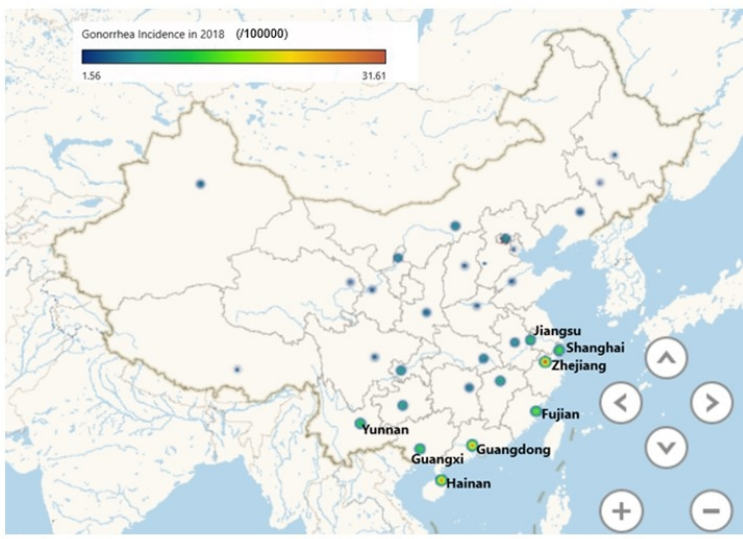 Gonorrhea Incidence in 2018 (/100000)
1.56 31.61
Jiangsu
Shanghai
Zhejiang
Fujian
Yunnan
Guangdong
Guangxi
Hainan